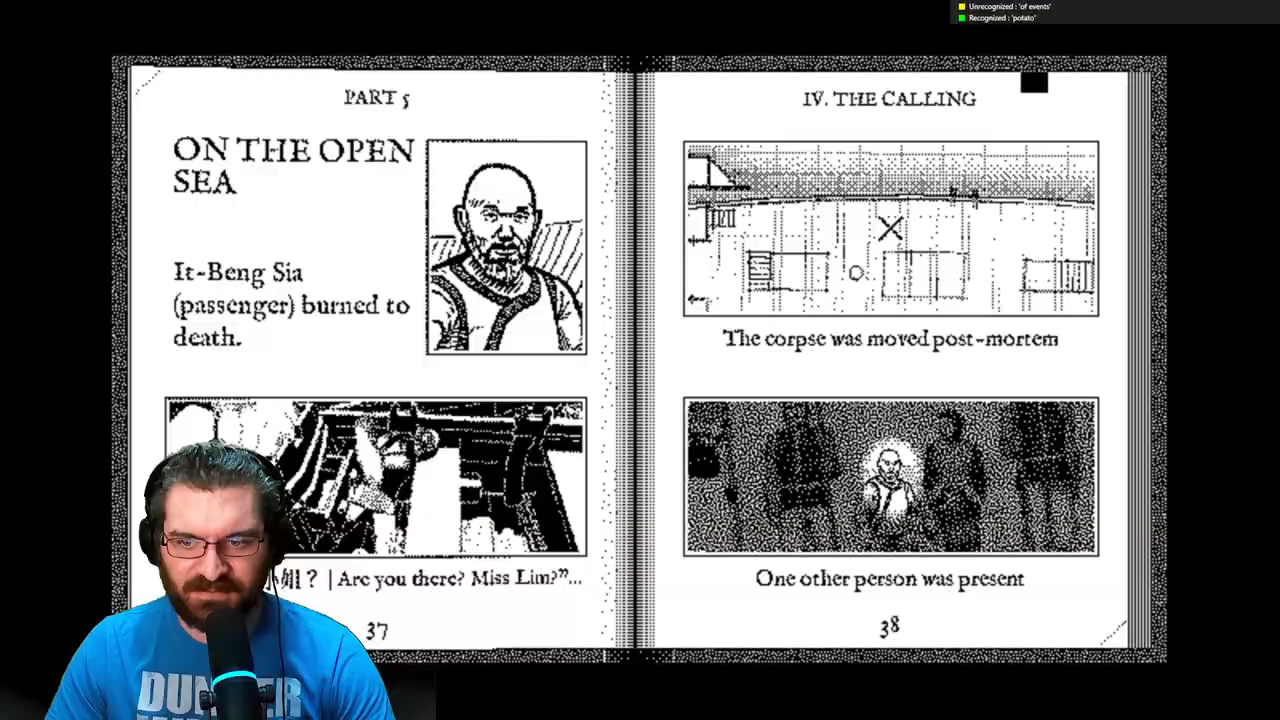 Unrecognized : 'of events'
Recognized : 'potato'
PART 5
ON THE OPEN
SEA
It-Beng Sia
(passenger) burned to
death.
姐？ | Are you there? Miss Lim?"...
37
IV. THE CALLING
The corpse was moved post-mortem
One other person was present
38